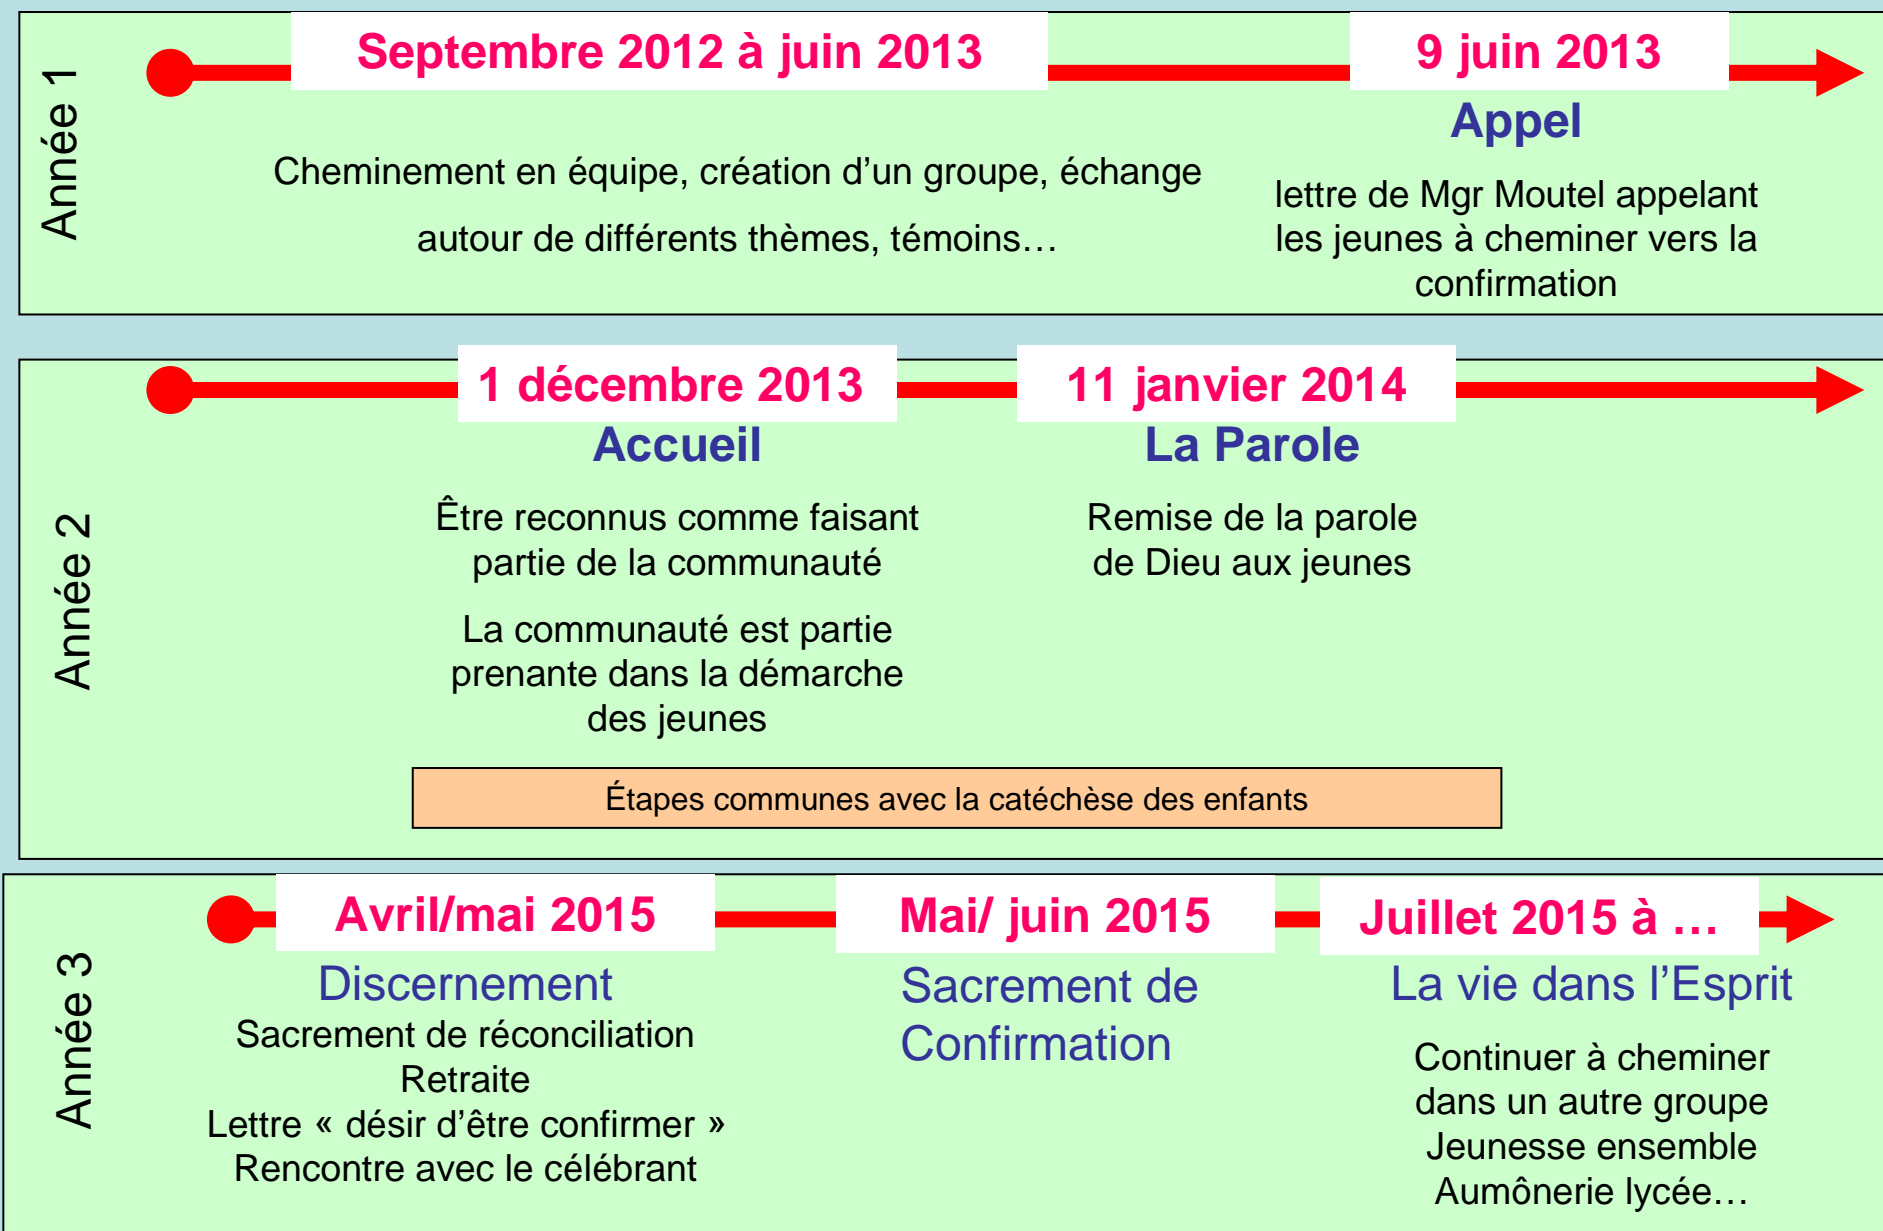 Année 1
Septembre 2012 à juin 2013
Cheminement en équipe, création d’un groupe, échange
autour de différents thèmes, témoins…
9 juin 2013
Appel
lettre de Mgr Moutel appelant
les jeunes à cheminer vers la
confirmation
Année 2
1 décembre 2013
Accueil
Être reconnus comme faisant
partie de la communauté
La communauté est partie
prenante dans la démarche
des jeunes
11 janvier 2014
La Parole
Remise de la parole
de Dieu aux jeunes
Étapes communes avec la catéchèse des enfants
Année 3
Avril/mai 2015
Discernement
Sacrement de réconciliation
Retraite
Lettre « désir d’être confirmer »
Rencontre avec le célébrant
Mai/ juin 2015
Sacrement de
Confirmation
Juillet 2015 à …
La vie dans l’Esprit
Continuer à cheminer
dans un autre groupe
Jeunesse ensemble
Aumônerie lycée…